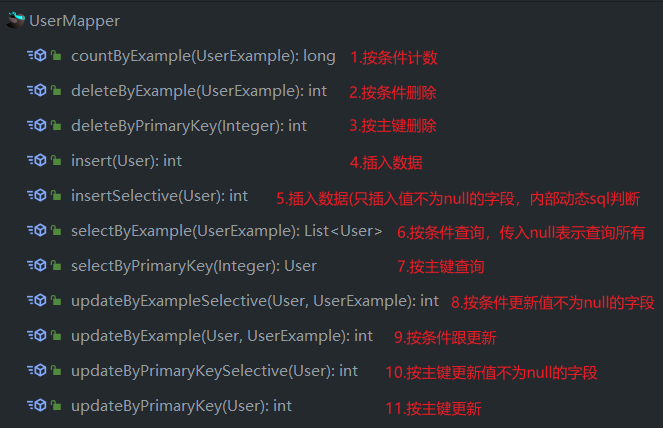 UserMapper
countByExample(UserExample): long 1.按条件计数
deleteByExample(UserExample): int 2.按条件删除
deleteByPrimaryKey(Integer): int 3.按主键删除
insert(User): int 4.插入数据
insertSelective(User): int 5.插入数据(只插入值不为null的字段，内部动态sql判断
selectByExample(UserExample): List<User> 6.按条件查询，传入null表示查询所有
selectByPrimaryKey(Integer): User 7.按主键查询
updateByExampleSelective(User, UserExample): int 8.按条件更新值不为null的字段
updateByExample(User, UserExample): int 9.按条件跟更新
updateByPrimaryKeySelective(User): int 10.按主键更新值不为null的字段
updateByPrimaryKey(User): int 11.按主键更新